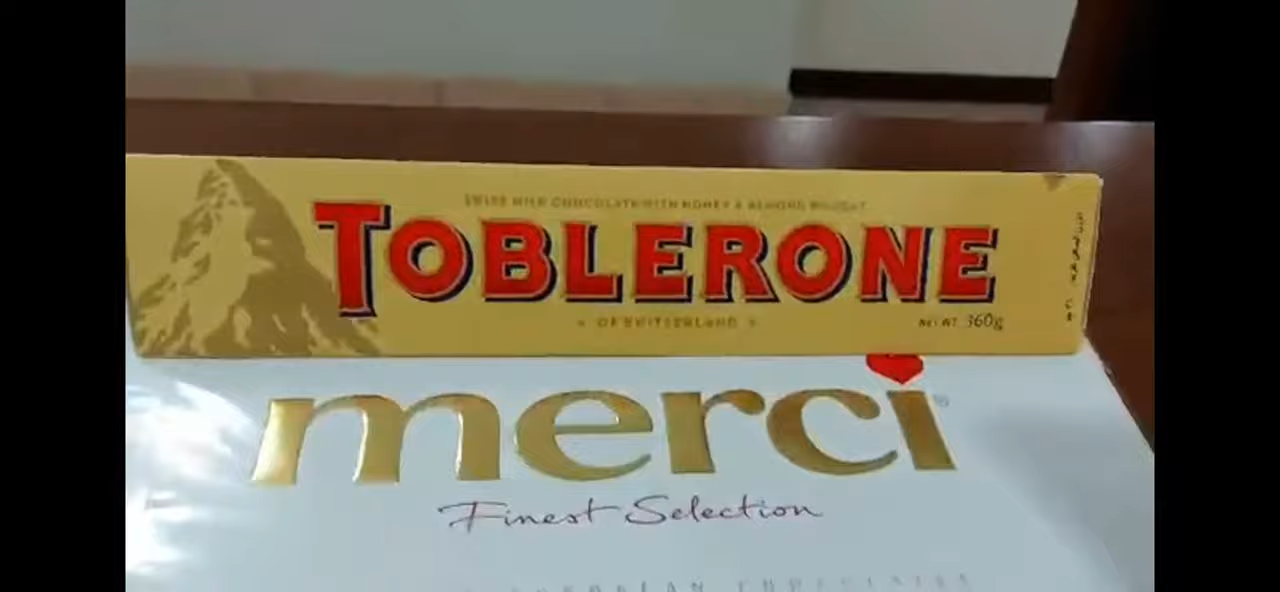 SWISS MILK CHOCOLATE WITH HONEY & ALMOND NOUGAT
TOBLERONE
OF SWITZERLAND
NET WT. 360g
merci®
Finest Selection